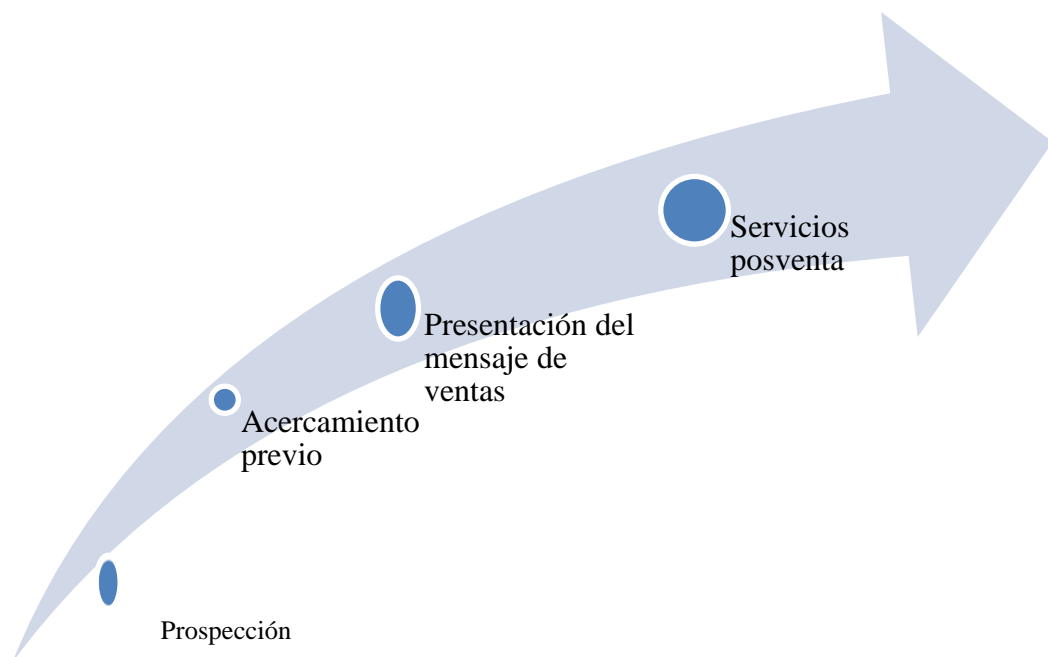 Servicios
posventa
Presentación del
mensaje de
ventas
Acercamiento
previo
Prospección